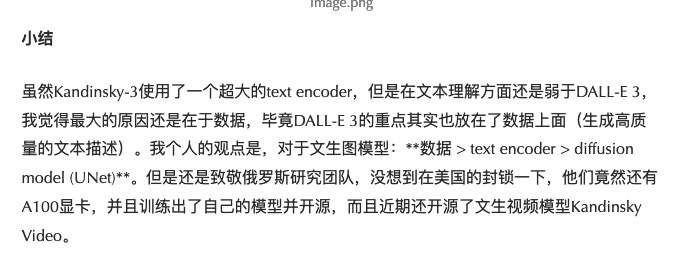 image.png
小结
虽然Kandinsky-3使用了一个超大的text encoder，但是在文本理解方面还是弱于DALL-E 3，
我觉得最大的原因还是在于数据，毕竟DALL-E 3的重点其实也放在了数据上面（生成高质
量的文本描述）。我个人的观点是，对于文生图模型：**数据 > text encoder > diffusion
model (UNet)**。但是还是致敬俄罗斯研究团队，没想到在美国的封锁一下，他们竟然还有
A100显卡，并且训练出了自己的模型并开源，而且近期还开源了文生视频模型Kandinsky
Video。